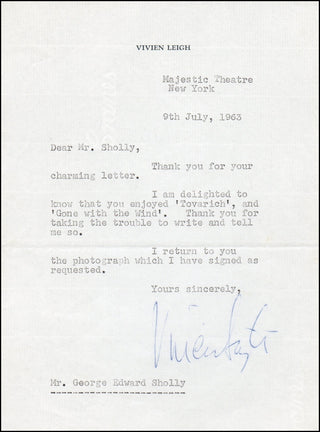 VIVIEN LEIGH
Majestic Theatre
New York
9th July, 1963
Dear Mr. Sholly,
Thank you for your
charming letter.
I am delighted to
know that you enjoyed 'Tovarich', and
'Gone with the Wind'. Thank you for
taking the trouble to write and tell
me so.
I return to you
the photograph which I have signed as
requested.
Yours sincerely,
Vivien Leigh
Mr. George Edward Sholly